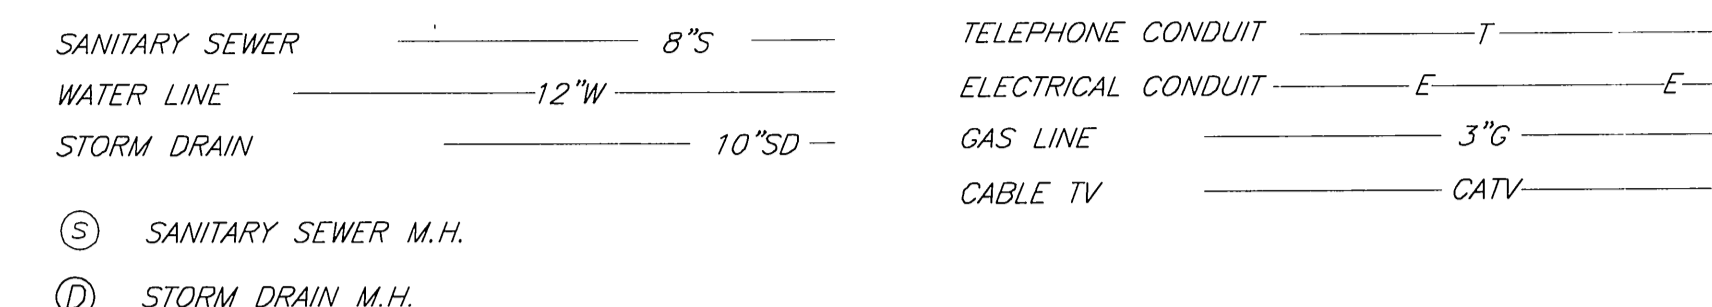 SANITARY SEWER 8"S
WATER LINE 12"W
STORM DRAIN 10"SD
S SANITARY SEWER M.H.
D STORM DRAIN M.H.
TELEPHONE CONDUIT T
ELECTRICAL CONDUIT E E
GAS LINE 3"G
CABLE TV CATV